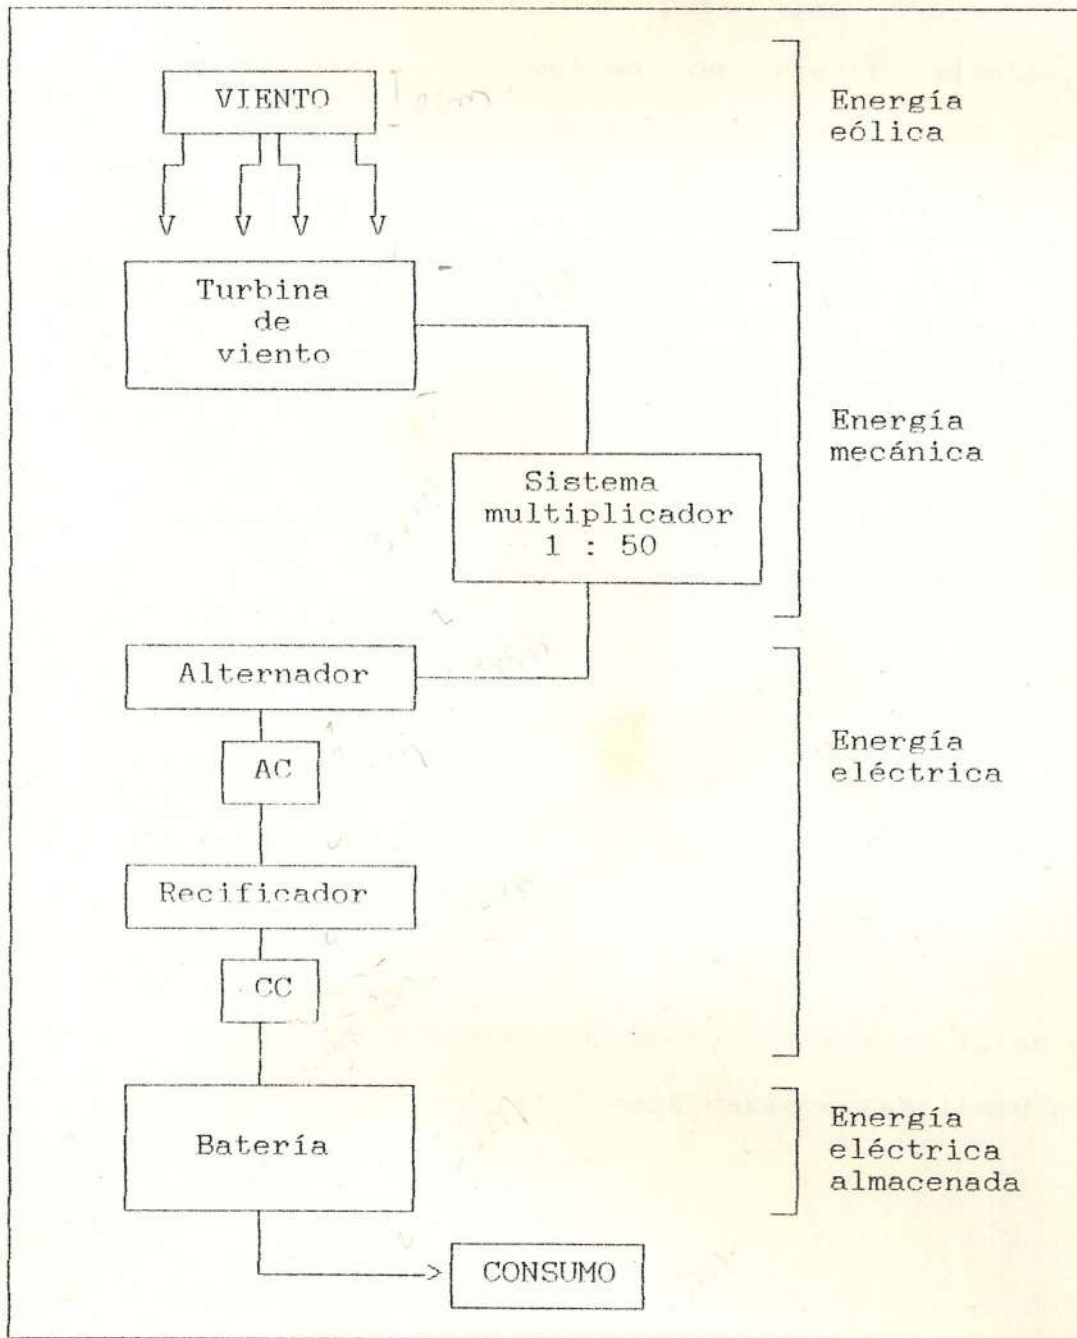 VIENTO
Energía
eólica
Turbina
de
viento
Energía
mecánica
Sistema
multiplicador
1 : 50
Alternador
Energía
eléctrica
AC
Recificador
CC
Batería
Energía
eléctrica
almacenada
CONSUMO